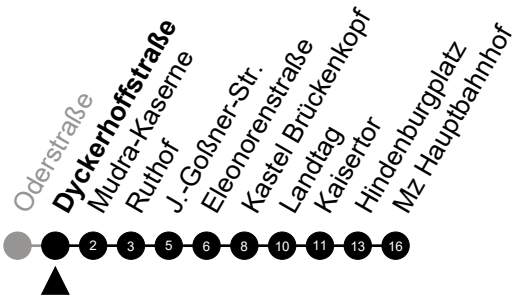 Oderstraße
Dyckerhoffstraße
Mudra-Kaserne
Ruthof
J.-Goßner-Str.
Eleonorenstraße
Kastel Brückenkopf
Landtag
Kaisertor
Hindenburgplatz
Mz Hauptbahnhof
2 3 5 6 8 10 11 13 16